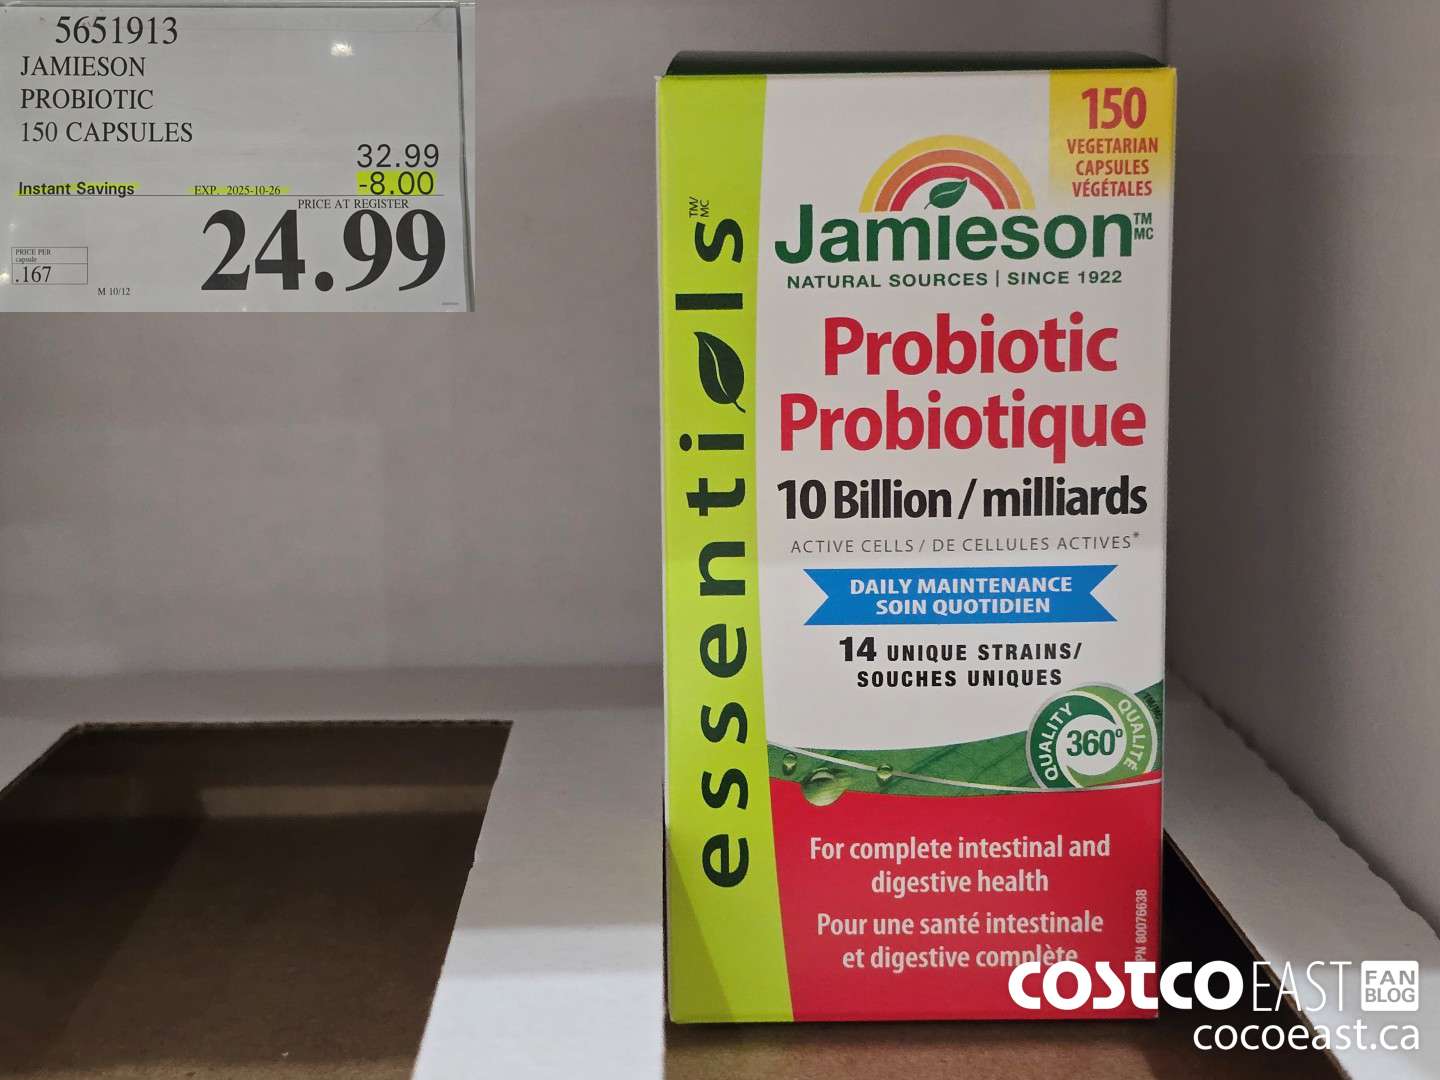 5651913
JAMIESON
PROBIOTIC
150 CAPSULES
32.99
Instant Savings EXP. 2025-10-26 -8.00
PRICE AT REGISTER
24.99
PRICE PER
capsule
.167
M 10/12
150
VEGETARIAN
CAPSULES
VÉGÉTALES
Jamieson TM MC
NATURAL SOURCES | SINCE 1922
essentials TM/MC
Probiotic
Probiotique
10 Billion / milliards
ACTIVE CELLS / DE CELLULES ACTIVES*
DAILY MAINTENANCE
SOIN QUOTIDIEN
14 UNIQUE STRAINS/
SOUCHES UNIQUES
QUALITY 360° QUALITÉ
For complete intestinal and
digestive health
Pour une santé intestinale
et digestive complète
NPN 80076638
COSTCO EAST FAN
BLOG
cocoeast.ca